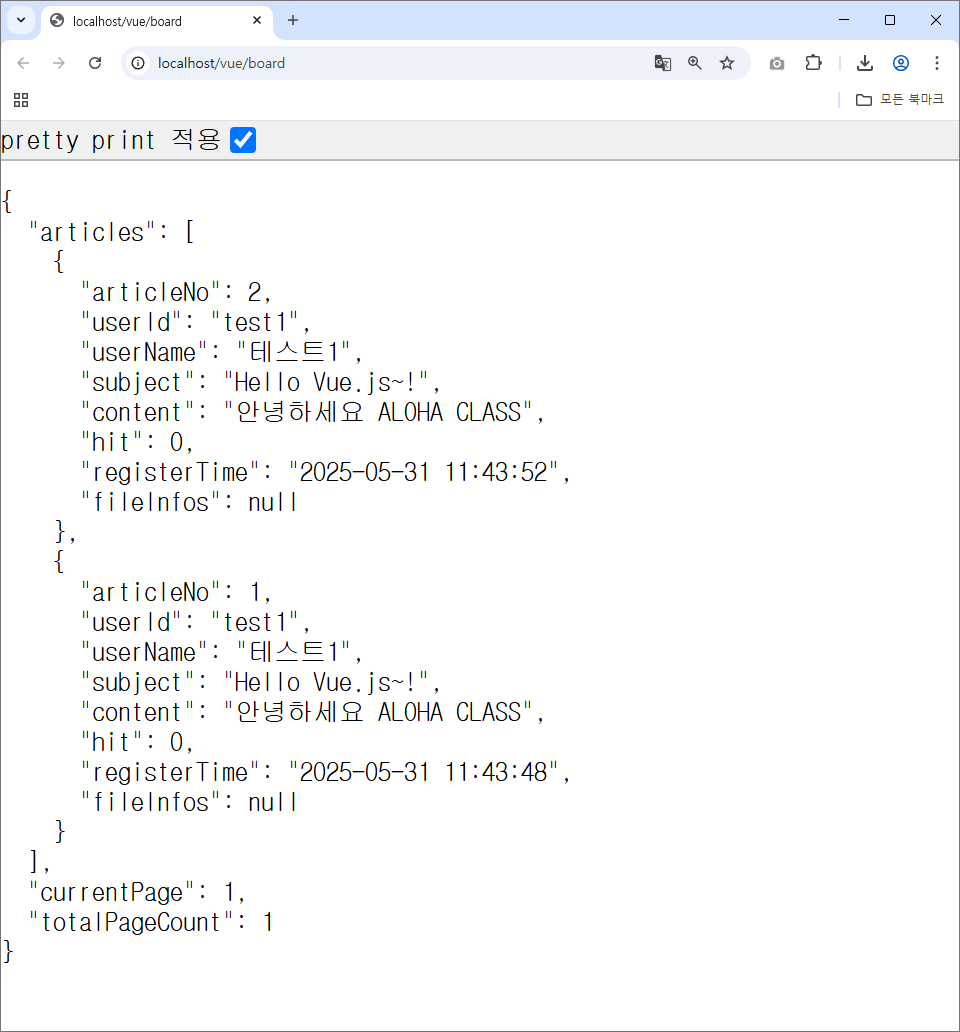 localhost/vue/board
localhost/vue/board
모든 북마크
pretty print 적용
{
  "articles": [
    {
      "articleNo": 2,
      "userId": "test1",
      "userName": "테스트1",
      "subject": "Hello Vue.js~!",
      "content": "안녕하세요 ALOHA CLASS",
      "hit": 0,
      "registerTime": "2025-05-31 11:43:52",
      "fileInfos": null
    },
    {
      "articleNo": 1,
      "userId": "test1",
      "userName": "테스트1",
      "subject": "Hello Vue.js~!",
      "content": "안녕하세요 ALOHA CLASS",
      "hit": 0,
      "registerTime": "2025-05-31 11:43:48",
      "fileInfos": null
    }
  ],
  "currentPage": 1,
  "totalPageCount": 1
}